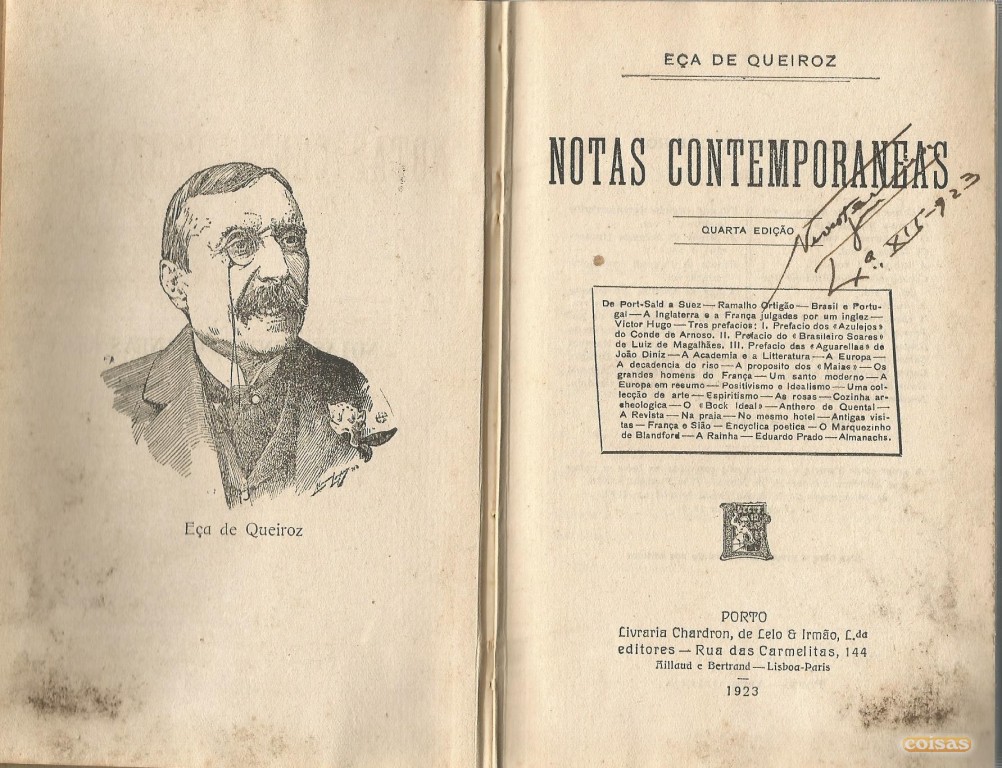 Eça de Queiroz
EÇA DE QUEIROZ
NOTAS CONTEMPORANEAS
QUARTA EDIÇÃO
4.ª, XII-923
De Port-Said a Suez — Ramalho Ortigão — Brasil e Portu-
gal — A Inglaterra e a França julgadas por um inglez —
Victor Hugo — Tres prefacios: I. Prefacio dos «Azulejos»
do Conde de Arnoso. II. Prefacio do «Brasileiro Soares»
de Luiz de Magalhães. III. Prefacio das «Aguarellas» de
João Diniz — A Academia e a Litteratura — A Europa —
A decadencia do riso — A proposito dos «Maias» — Os
grandes homens do França — Um santo moderno — A
Europa em resumo — Positivismo e Idealismo — Uma col-
lecção de arte — Espiritismo — As rosas — Cozinha ar-
cheologica — O «Bock Ideal» — Anthero de Quental —
A Revista — Na praia — No mesmo hotel — Antigas visi-
tas — França e Sião — Encyclica poetica — O Marquezinho
de Blandford — A Rainha — Eduardo Prado — Almanachs.
PORTO
Livraria Chardron, de Lelo & Irmão, L.da
editores — Rua das Carmelitas, 144
Aillaud e Bertrand — Lisboa-Paris
1923
coisas